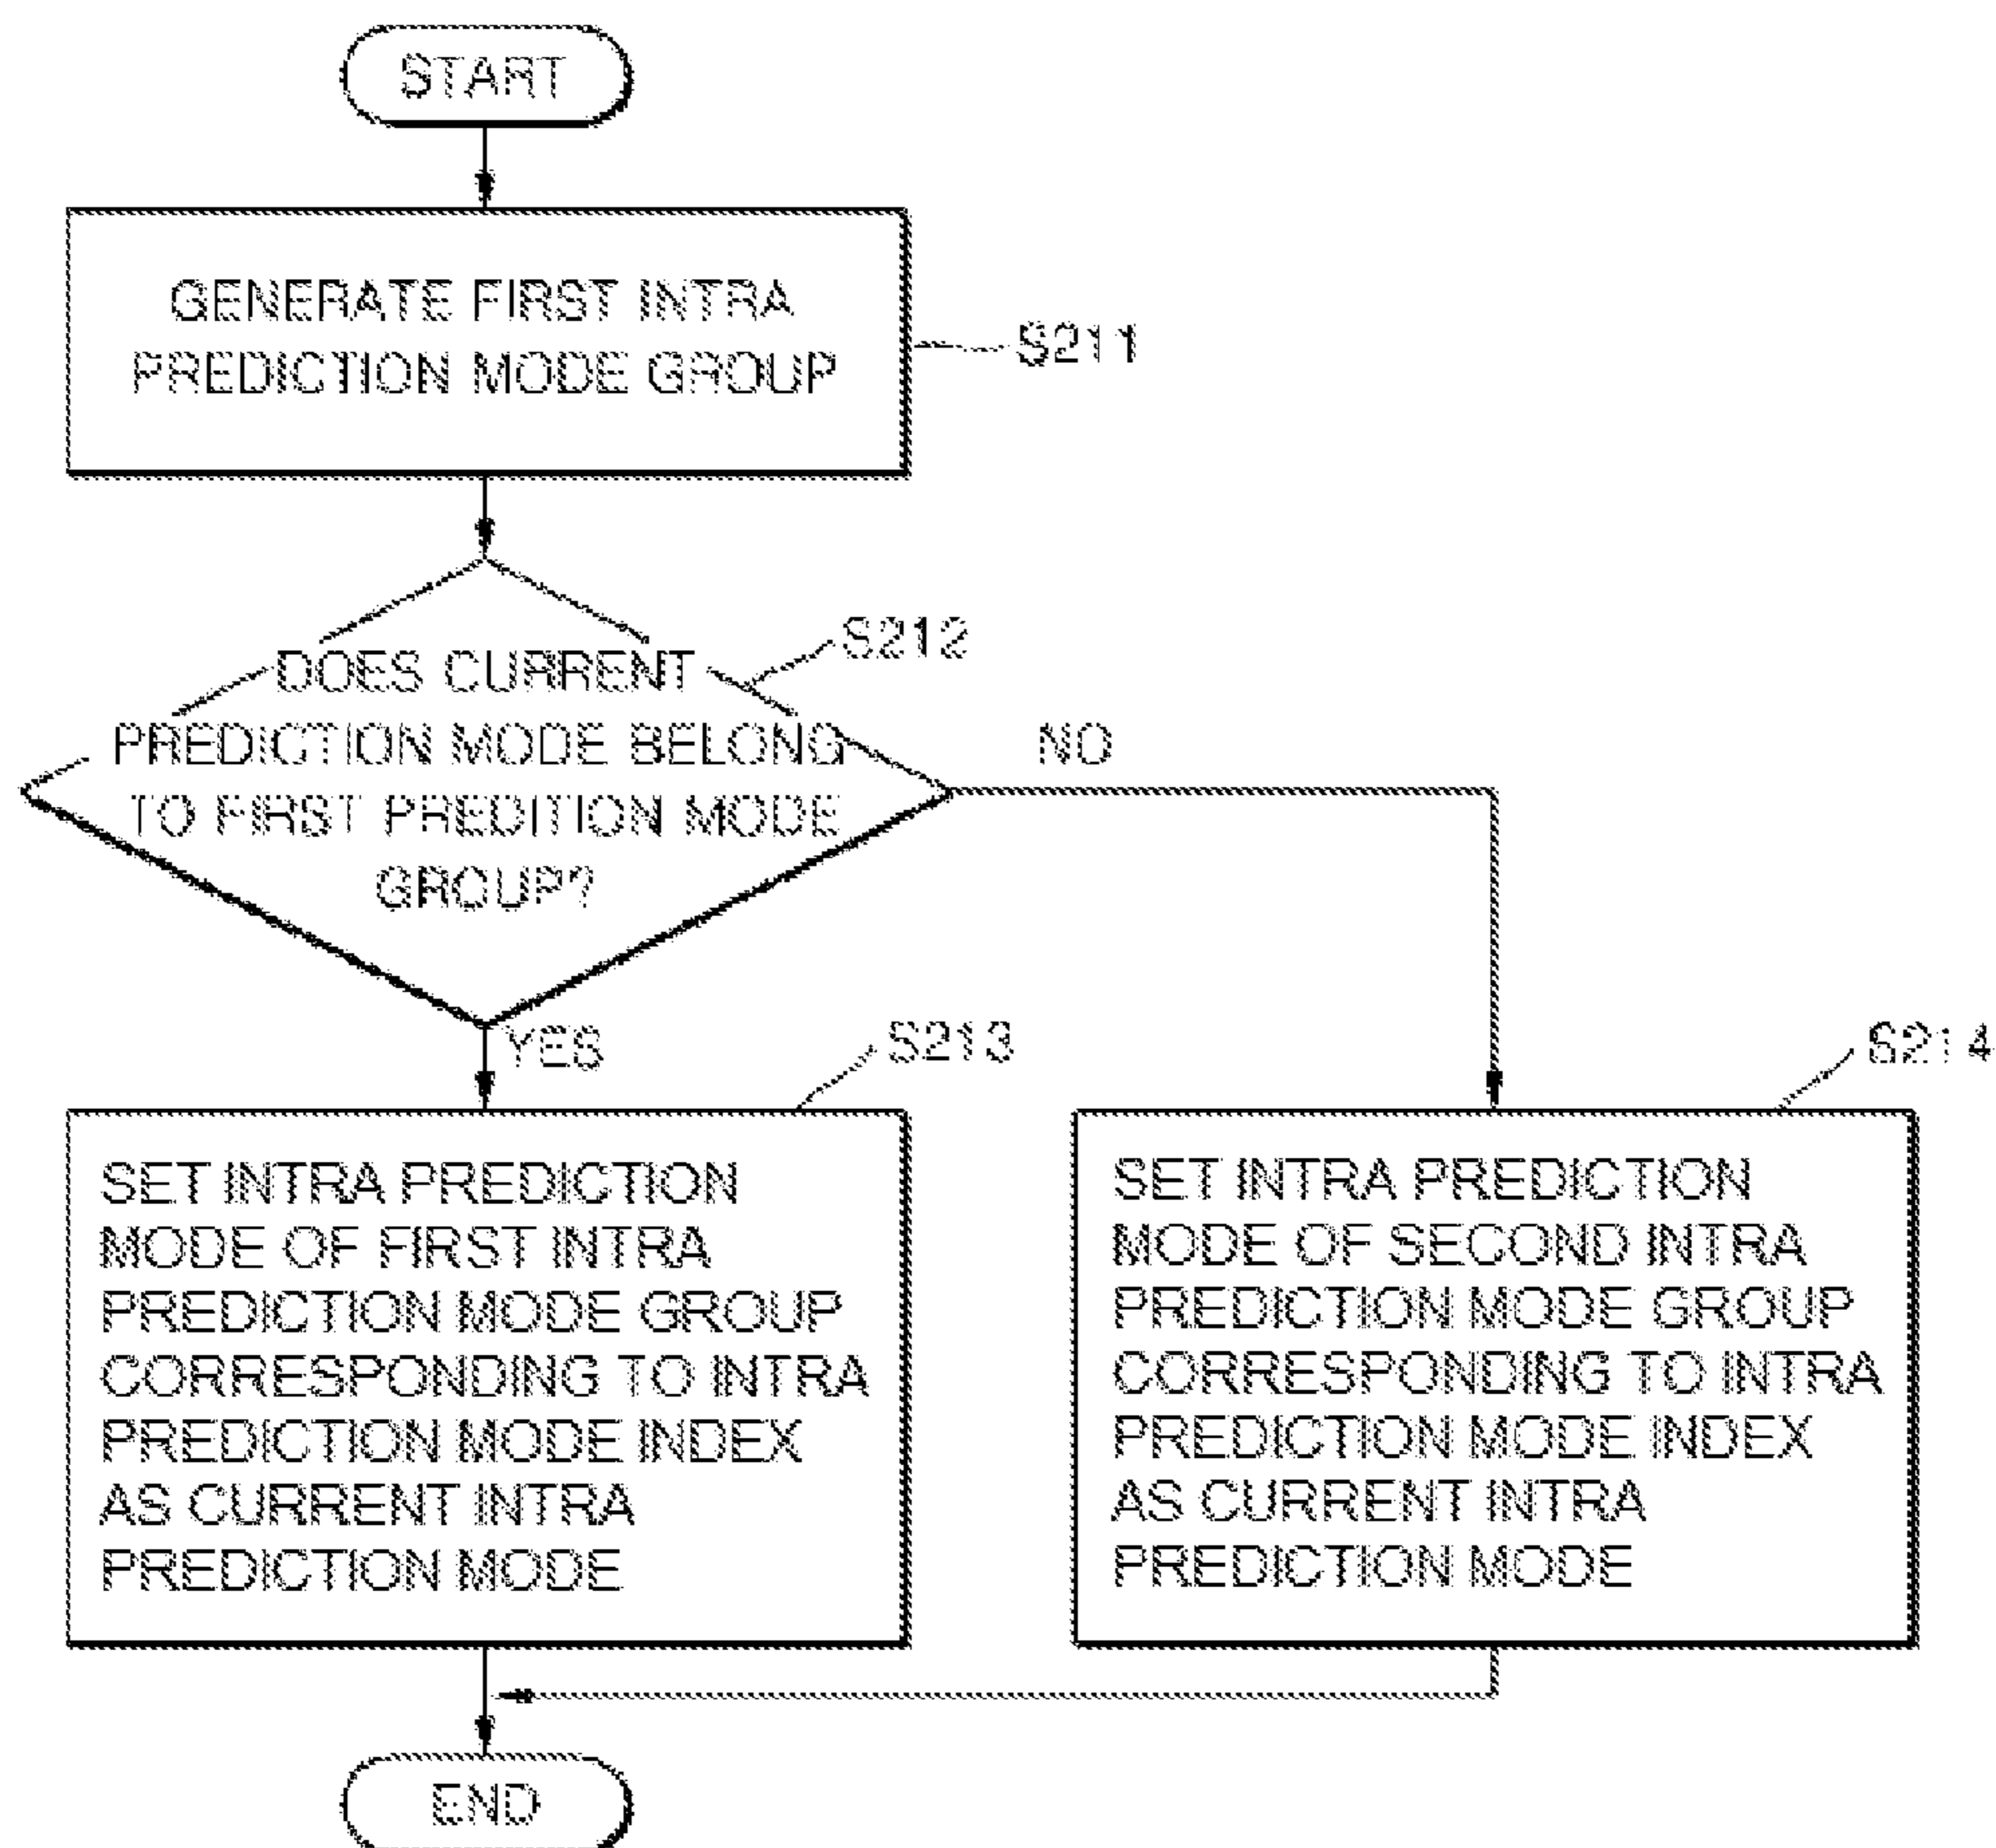 START
GENERATE FIRST INTRA
PREDICTION MODE GROUP
S211
S212
DOES CURRENT
PREDICTION MODE BELONG
TO FIRST PREDITION MODE
GROUP?
NO
YES
S213
SET INTRA PREDICTION
MODE OF FIRST INTRA
PREDICTION MODE GROUP
CORRESPONDING TO INTRA
PREDICTION MODE INDEX
AS CURRENT INTRA
PREDICTION MODE
S214
SET INTRA PREDICTION
MODE OF SECOND INTRA
PREDICTION MODE GROUP
CORRESPONDING TO INTRA
PREDICTION MODE INDEX
AS CURRENT INTRA
PREDICTION MODE
END